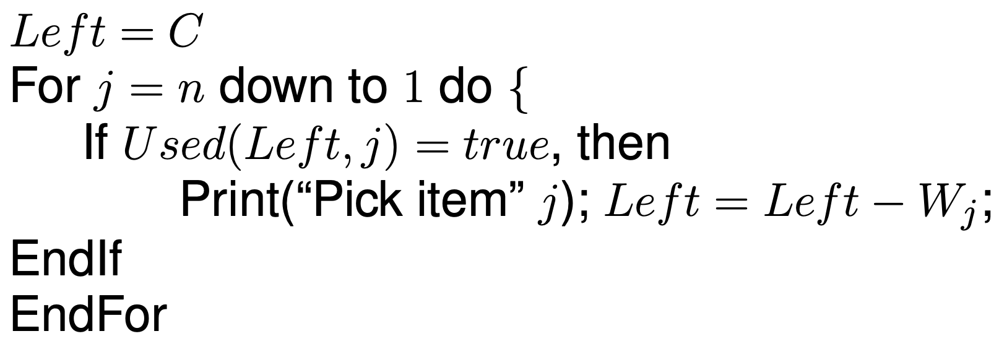 Left = C
For j = n down to 1 do {
If Used(Left, j) = true, then
Print(“Pick item” j); Left = Left − W_j;
EndIf
EndFor